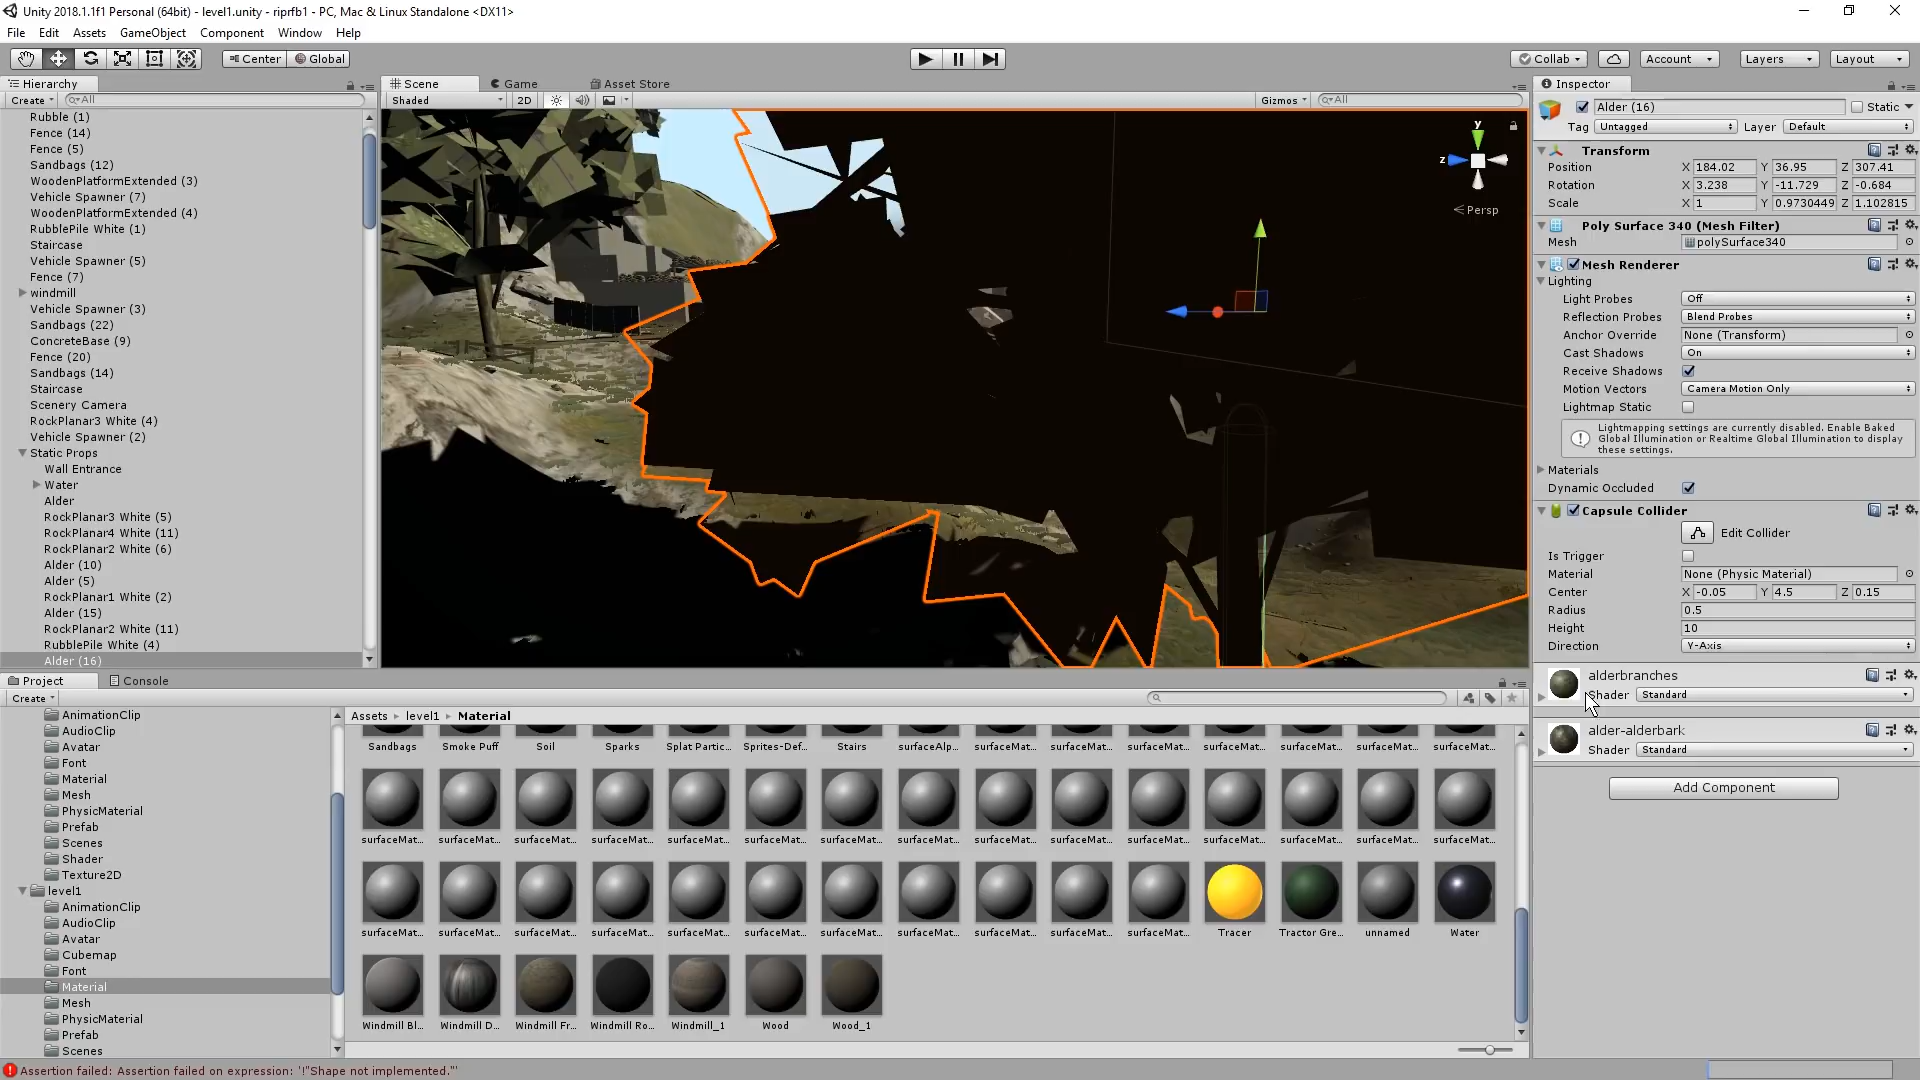 Unity 2018.1.1f1 Personal (64bit) - level1.unity - riprfb1 - PC, Mac & Linux Standalone <DX11>
File Edit Assets GameObject Component Window Help
Center Global Collab Account Layers Layout
Hierarchy
Create All
Rubble (1)
Fence (14)
Fence (5)
Sandbags (12)
WoodenPlatformExtended (3)
Vehicle Spawner (7)
WoodenPlatformExtended (4)
RubblePile White (1)
Staircase
Vehicle Spawner (5)
Fence (7)
windmill
Vehicle Spawner (3)
Sandbags (22)
ConcreteBase (9)
Fence (20)
Sandbags (14)
Staircase
Scenery Camera
RockPlanar3 White (4)
Vehicle Spawner (2)
Static Props
Wall Entrance
Water
Alder
RockPlanar3 White (5)
RockPlanar4 White (11)
RockPlanar2 White (6)
Alder (10)
Alder (5)
RockPlanar1 White (2)
Alder (15)
RockPlanar2 White (11)
RubblePile White (4)
Alder (16)
Scene Game Asset Store
Shaded 2D Gizmos All
y
z
Persp
Inspector
Alder (16) Static
Tag Untagged Layer Default
Transform
Position X 184.02 Y 36.95 Z 307.41
Rotation X 3.238 Y -11.729 Z -0.684
Scale X 1 Y 0.9730449 Z 1.102815
Poly Surface 340 (Mesh Filter)
Mesh polySurface340
Mesh Renderer
Lighting
Light Probes Off
Reflection Probes Blend Probes
Anchor Override None (Transform)
Cast Shadows On
Receive Shadows
Motion Vectors Camera Motion Only
Lightmap Static
Lightmapping settings are currently disabled. Enable Baked
Global Illumination or Realtime Global Illumination to display
these settings.
Materials
Dynamic Occluded
Capsule Collider
Edit Collider
Is Trigger
Material None (Physic Material)
Center X -0.05 Y 4.5 Z 0.15
Radius 0.5
Height 10
Direction Y-Axis
alderbranches
Shader Standard
alder-alderbark
Shader Standard
Add Component
Project Console
Create
AnimationClip
AudioClip
Avatar
Font
Material
Mesh
PhysicMaterial
Prefab
Scenes
Shader
Texture2D
level1
AnimationClip
AudioClip
Avatar
Cubemap
Font
Material
Mesh
PhysicMaterial
Prefab
Scenes
Assets level1 Material
Sandbags Smoke Puff Soil Sparks Splat Partic... Sprites-Def... Stairs surfaceAlp... surfaceMat... surfaceMat... surfaceMat... surfaceMat... surfaceMat... surfaceMat... surfaceMat...
surfaceMat... surfaceMat... surfaceMat... surfaceMat... surfaceMat... surfaceMat... surfaceMat... surfaceMat... surfaceMat... surfaceMat... surfaceMat... surfaceMat... surfaceMat... surfaceMat... surfaceMat...
surfaceMat... surfaceMat... surfaceMat... surfaceMat... surfaceMat... surfaceMat... surfaceMat... surfaceMat... surfaceMat... surfaceMat... surfaceMat... Tracer Tractor Gre... unnamed Water
Windmill Bl... Windmill D... Windmill Fr... Windmill Ro... Windmill_1 Wood Wood_1
Assertion failed: Assertion failed on expression: '!"Shape not implemented."'